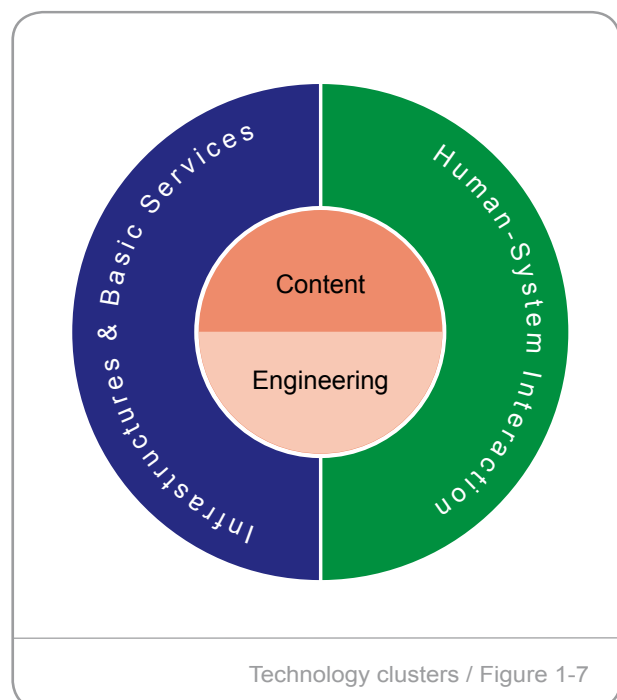 Infrastructures & Basic Services
Human-System Interaction
Content
Engineering
Technology clusters / Figure 1-7